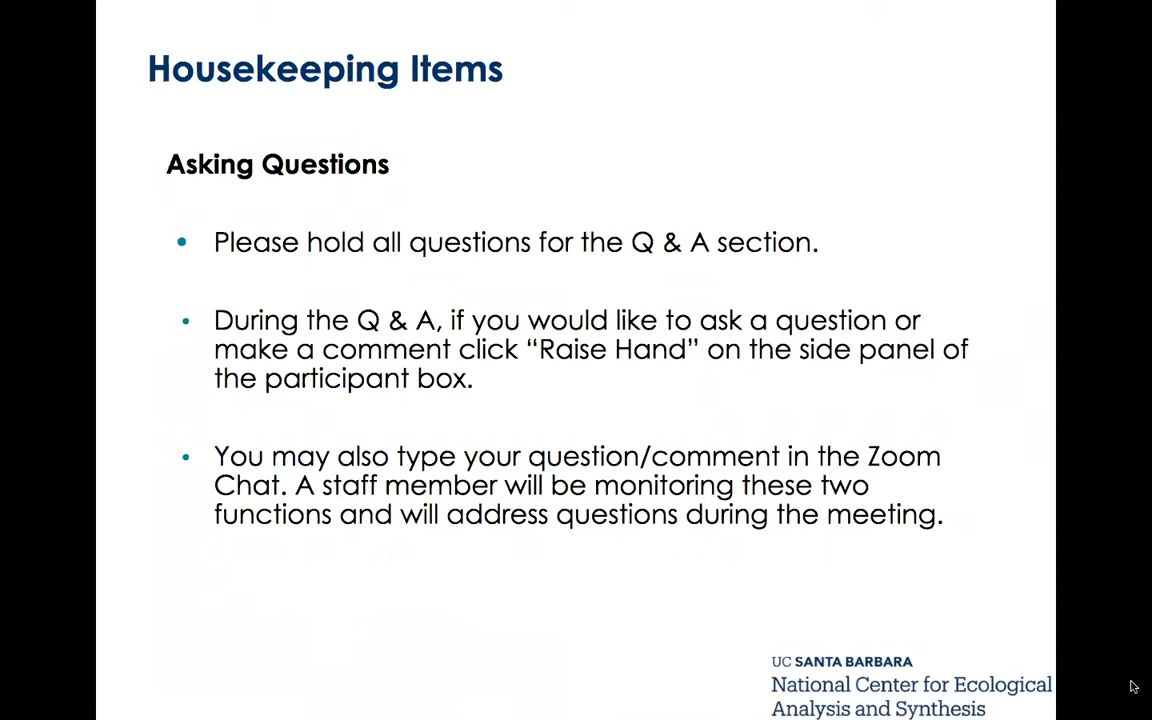 Housekeeping Items
Asking Questions
• Please hold all questions for the Q & A section.
• During the Q & A, if you would like to ask a question or
make a comment click “Raise Hand” on the side panel of
the participant box.
• You may also type your question/comment in the Zoom
Chat. A staff member will be monitoring these two
functions and will address questions during the meeting.
UC SANTA BARBARA
National Center for Ecological
Analysis and Synthesis